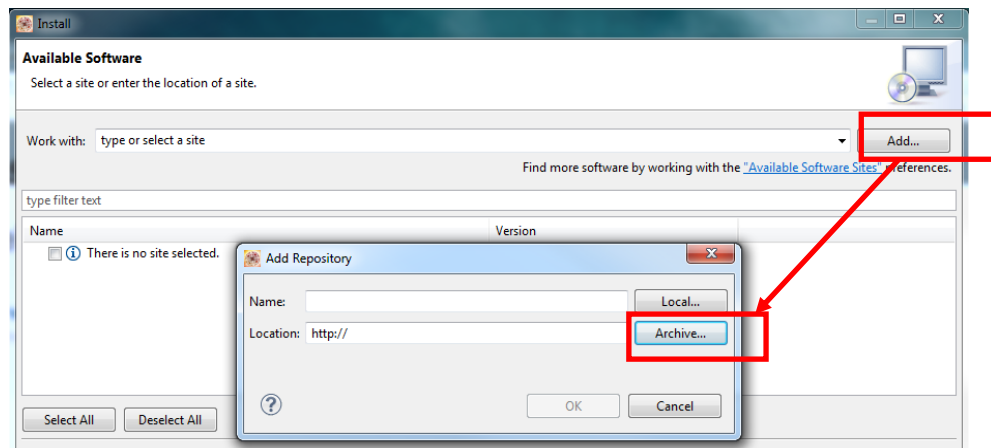 Install
Available Software
Select a site or enter the location of a site.
Work with: type or select a site Add...
Find more software by working with the "Available Software Sites" preferences.
type filter text
Name Version
There is no site selected.
Add Repository
Name: Local...
Location: http:// Archive...
OK Cancel
Select All Deselect All